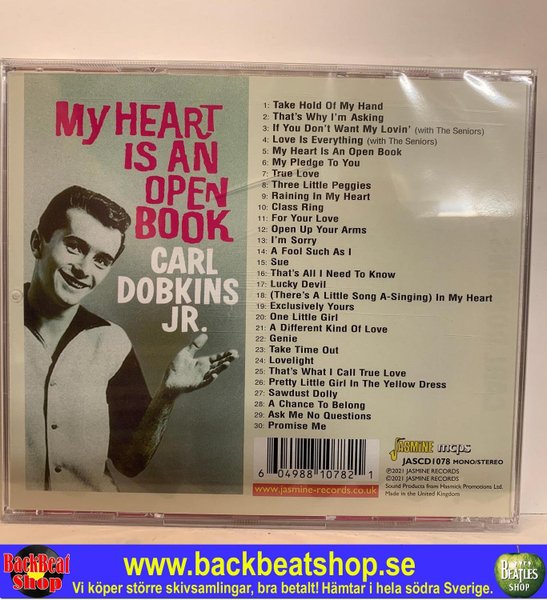 My HEART
IS AN
OPEN
BOOK
CARL
DOBKINS
JR.
1: Take Hold Of My Hand
2: That's Why I'm Asking
3: If You Don't Want My Lovin' (with The Seniors)
4: Love Is Everything (with The Seniors)
5: My Heart Is An Open Book
6: My Pledge To You
7: True Love
8: Three Little Peggies
9: Raining In My Heart
10: Class Ring
11: For Your Love
12: Open Up Your Arms
13: I'm Sorry
14: A Fool Such As I
15: Sue
16: That's All I Need To Know
17: Lucky Devil
18: (There's A Little Song A-Singing) In My Heart
19: Exclusively Yours
20: One Little Girl
21: A Different Kind Of Love
22: Genie
23: Take Time Out
24: Lovelight
25: That's What I Call True Love
26: Pretty Little Girl In The Yellow Dress
27: Sawdust Dolly
28: A Chance To Belong
29: Ask Me No Questions
30: Promise Me
6 04988 10782 1
www.jasmine-records.co.uk
JASMINE mcps
JASCD1078 MONO/STEREO
℗2021 JASMINE RECORDS
©2021 JASMINE RECORDS
Sound Products from Hasmick Promotions Ltd.
Made in the United Kingdom
BackBeat
Shop
www.backbeatshop.se
Vi köper större skivsamlingar, bra betalt! Hämtar i hela södra Sverige.
BEATLES
SHOP